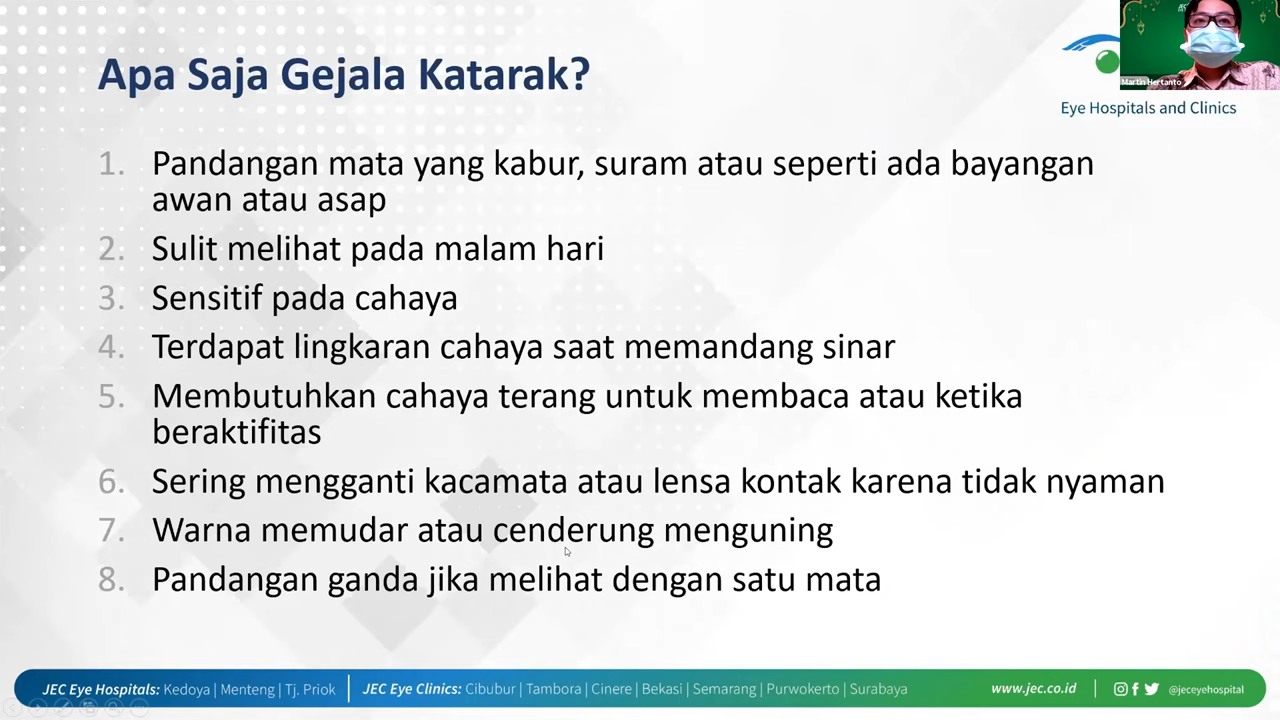 Apa Saja Gejala Katarak?
Martin Hertanto
Eye Hospitals and Clinics
1. Pandangan mata yang kabur, suram atau seperti ada bayangan
awan atau asap
2. Sulit melihat pada malam hari
3. Sensitif pada cahaya
4. Terdapat lingkaran cahaya saat memandang sinar
5. Membutuhkan cahaya terang untuk membaca atau ketika
beraktifitas
6. Sering mengganti kacamata atau lensa kontak karena tidak nyaman
7. Warna memudar atau cenderung menguning
8. Pandangan ganda jika melihat dengan satu mata
JEC Eye Hospitals: Kedoya | Menteng | Tj. Priok | JEC Eye Clinics: Cibubur | Tambora | Cinere | Bekasi | Semarang | Purwokerto | Surabaya www.jec.co.id | @jeceyehospital